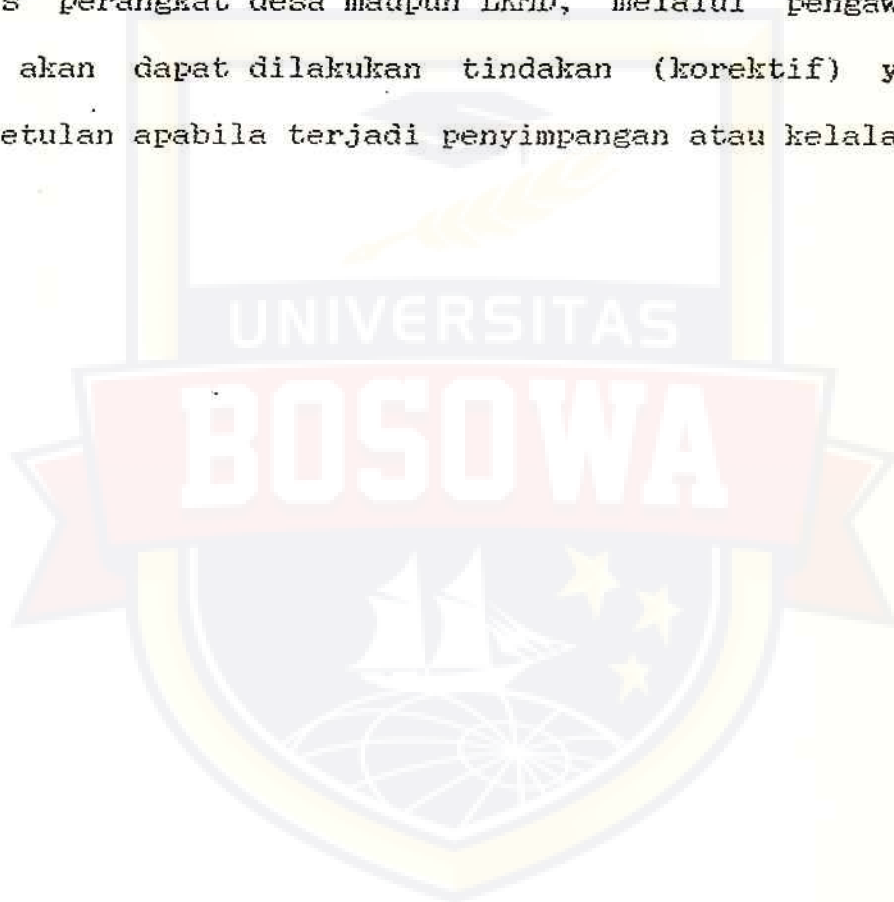 s perangkat desa maupun LKMD, melalui pengaw
akan dapat dilakukan tindakan (korektif) y
etulan apabila terjadi penyimpangan atau kelala
UNIVERSITAS
BOSOWA